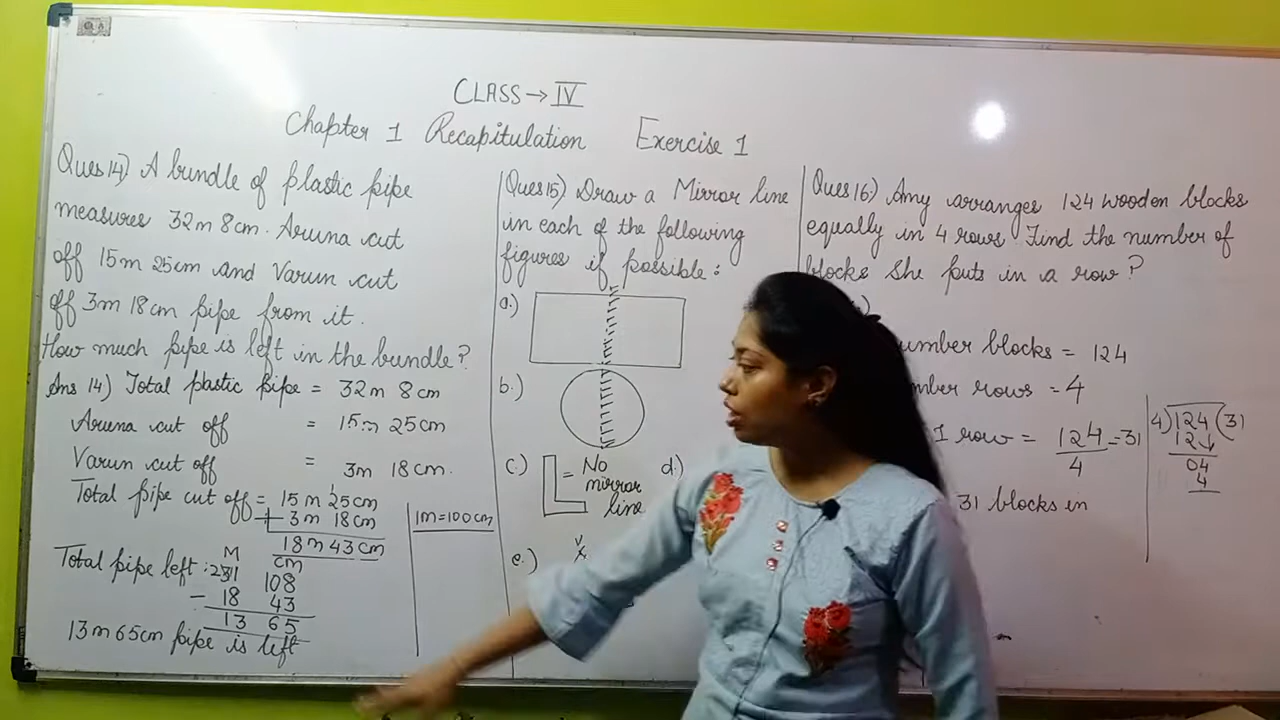 CLASS → IV
Chapter 1 Recapitulation Exercise 1
Ques 14) A bundle of plastic pipe
measures 32m 8cm. Aruna cut
off 15m 25cm and Varun cut
off 3m 18cm pipe from it.
How much pipe is left in the bundle?
Ans 14) Total plastic pipe = 32m 8cm
Aruna cut off = 15m 25cm
Varun cut off = 3m 18cm.
Total pipe cut off = 15m 25cm
+ 3m 18cm
18m 43cm
1m=100cm
M cm
Total pipe left : 31 108
- 18 43
13 65
13m 65cm pipe is left
Ques 15) Draw a Mirror line
in each of the following
figures if possible:
a.)
b.)
c.) = No
mirror
line
d.)
e.)
Ques 16.) Amy arranges 124 wooden blocks
equally in 4 rows. Find the number of
blocks she puts in a row?
blocks = 124
rows = 4
1 row = 124/4 = 31
31 blocks in
4) 124 (31
12↓
04
4